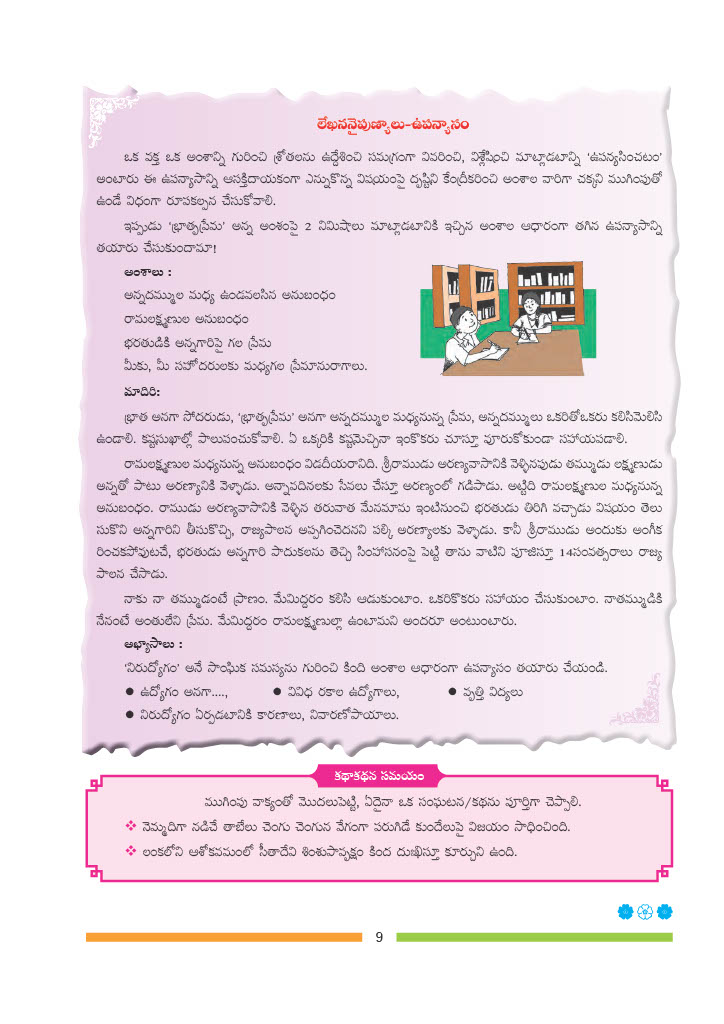 లేఖననైపుణ్యాలు-ఉపన్యాసం
ఒక వక్త ఒక అంశాన్ని గురించి శ్రోతలను ఉద్దేశించి సమగ్రంగా వివరించి, విశ్లేషించి మాట్లాడటాన్ని ‘ఉపన్యసించటం’
అంటారు ఈ ఉపన్యాసాన్ని ఆసక్తిదాయకంగా ఎన్నుకొన్న విషయంపై దృష్టిని కేంద్రీకరించి అంశాల వారిగా చక్కని ముగింపుతో
ఉండే విధంగా రూపకల్పన చేసుకోవాలి.
ఇప్పుడు ‘భ్రాతృప్రేమ’ అన్న అంశంపై 2 నిమిషాలు మాట్లాడటానికి ఇచ్చిన అంశాల ఆధారంగా తగిన ఉపన్యాసాన్ని
తయారు చేసుకుందామా!
అంశాలు :
అన్నదమ్ముల మధ్య ఉండవలసిన అనుబంధం
రామలక్ష్మణుల అనుబంధం
భరతుడికి అన్నగారిపై గల ప్రేమ
మీకు, మీ సహోదరులకు మధ్యగల ప్రేమానురాగాలు.
మాదిరి:
భ్రాత అనగా సోదరుడు, ‘భ్రాతృప్రేమ’ అనగా అన్నదమ్ముల మధ్యనున్న ప్రేమ, అన్నదమ్ములు ఒకరితోఒకరు కలిసిమెలిసి
ఉండాలి. కష్టసుఖాల్లో పాలుపంచుకోవాలి. ఏ ఒక్కరికి కష్టమొచ్చినా ఇంకొకరు చూస్తూ వూరుకోకుండా సహాయపడాలి.
రామలక్ష్మణుల మధ్యనున్న అనుబంధం విడదీయరానిది. శ్రీరాముడు అరణ్యవాసానికి వెళ్ళినపుడు తమ్ముడు లక్ష్మణుడు
అన్నతో పాటు అరణ్యానికి వెళ్ళాడు. అన్నావదినలకు సేవలు చేస్తూ అరణ్యంలో గడిపాడు. అట్టిది రామలక్ష్మణుల మధ్యనున్న
అనుబంధం. రాముడు అరణ్యవాసానికి వెళ్ళిన తరువాత మేనమామ ఇంటినుంచి భరతుడు తిరిగి వచ్చాడు విషయం తెలు
సుకొని అన్నగారిని తీసుకొచ్చి, రాజ్యపాలన అప్పగించెదనని పల్కి అరణ్యాలకు వెళ్ళాడు. కానీ శ్రీరాముడు అందుకు అంగీక
రించకపోవుటచే, భరతుడు అన్నగారి పాదుకలను తెచ్చి సింహాసనంపై పెట్టి తాను వాటిని పూజిస్తూ 14సంవత్సరాలు రాజ్య
పాలన చేసాడు.
నాకు నా తమ్ముడంటే ప్రాణం. మేమిద్దరం కలిసి ఆడుకుంటాం. ఒకరికొకరు సహాయం చేసుకుంటాం. నాతమ్ముడికి
నేనంటే అంతులేని ప్రేమ. మేమిద్దరం రామలక్ష్మణుల్లా ఉంటామని అందరూ అంటుంటారు.
అభ్యాసాలు :
‘నిరుద్యోగం’ అనే సాంఘిక సమస్యను గురించి కింది అంశాల ఆధారంగా ఉపన్యాసం తయారు చేయండి.
● ఉద్యోగం అనగా...., ● వివిధ రకాల ఉద్యోగాలు, ● వృత్తి విద్యలు
● నిరుద్యోగం ఏర్పడటానికి కారణాలు, నివారణోపాయాలు.
కథాకథన సమయం
ముగింపు వాక్యంతో మొదలుపెట్టి, ఏదైనా ఒక సంఘటన/కథను పూర్తిగా చెప్పాలి.
❖ నెమ్మదిగా నడిచే తాబేలు చెంగు చెంగున వేగంగా పరుగిడే కుందేలుపై విజయం సాధించింది.
❖ లంకలోని ఆశోకవనంలో సీతాదేవి శింశుపావృక్షం కింద దుఃఖిస్తూ కూర్చుని ఉంది.
9